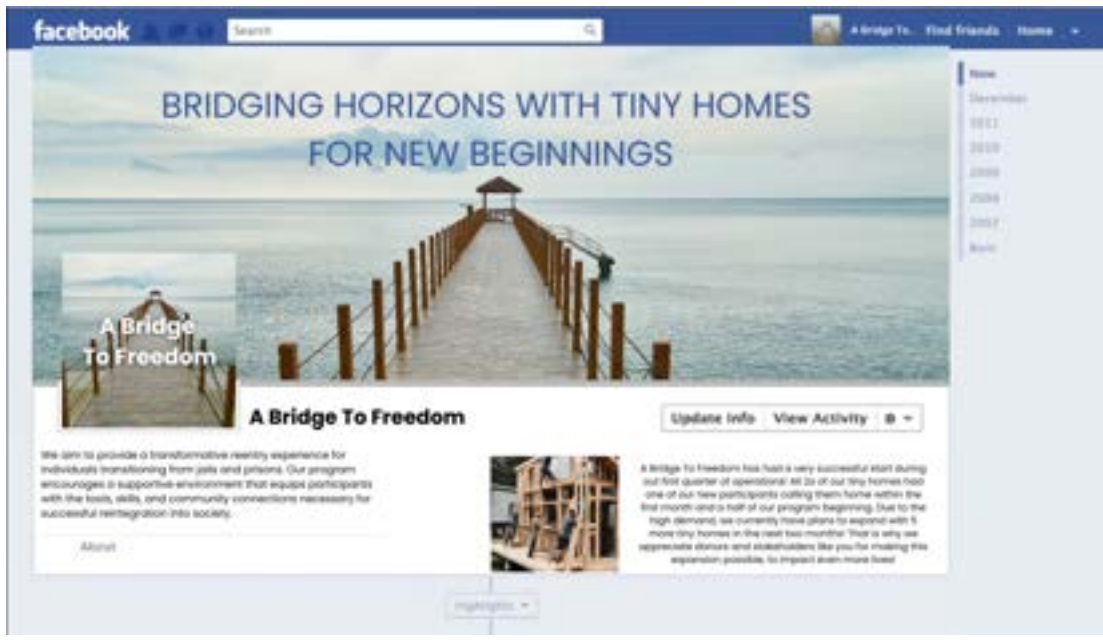 facebook
Search
A Bridge To.. Find friends Home
Now
December
2011
2010
2009
2008
2007
Born
BRIDGING HORIZONS WITH TINY HOMES
FOR NEW BEGINNINGS
A Bridge
To Freedom
A Bridge To Freedom
Update Info View Activity
We aim to provide a transformative reentry experience for
individuals transitioning from jails and prisons. Our program
encourages a supportive environment that equips participants
with the tools, skills, and community connections necessary for
successful reintegration into society.
About
A Bridge To Freedom has had a very successful start during
out first quarter of operations! All 20 of our tiny homes had
one of our new participants calling them home within the
first month and a half of our program beginning. Due to the
high demand, we currently have plans to expand with 5
more tiny homes in the next two months! That is why we
appreciate donors and stakeholders like you for making this
expansion possible, to impact even more lives!
Highlights